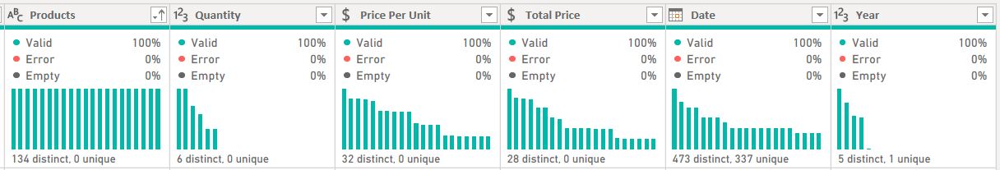 ABC Products 123 Quantity $ Price Per Unit $ Total Price Date 123 Year
Valid 100% Valid 100% Valid 100% Valid 100% Valid 100% Valid 100%
Error 0% Error 0% Error 0% Error 0% Error 0% Error 0%
Empty 0% Empty 0% Empty 0% Empty 0% Empty 0% Empty 0%
134 distinct, 0 unique 6 distinct, 0 unique 32 distinct, 0 unique 28 distinct, 0 unique 473 distinct, 337 unique 5 distinct, 1 unique